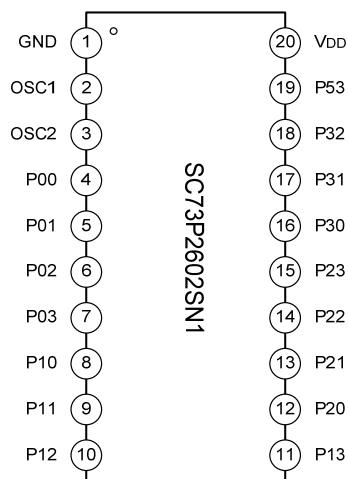 GND 1 20 VDD
OSC1 2 19 P53
OSC2 3 18 P32
P00 4 17 P31
P01 5 16 P30
P02 6 15 P23
P03 7 14 P22
P10 8 13 P21
P11 9 12 P20
P12 10 11 P13
SC73P2602SN1